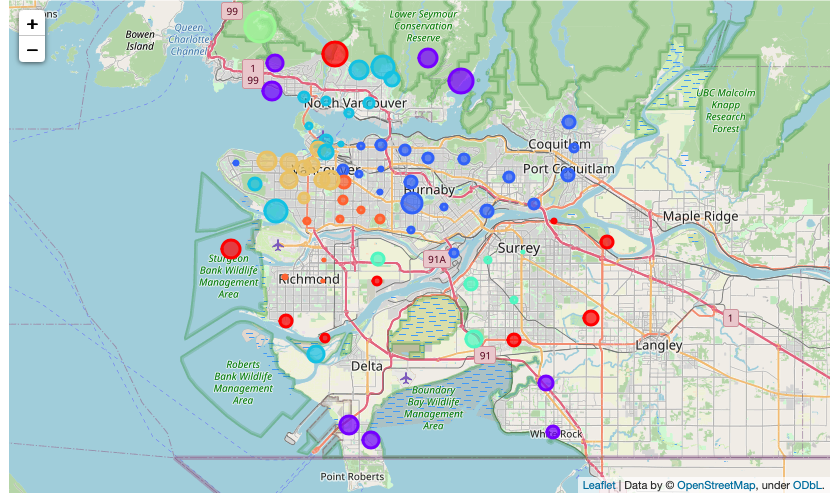 99
ons
+
−
Bowen
Island
Queen
Charlotte
Channel
Lower Seymour
Conservation
Reserve
1
99
North Vancouver
UBC Malcolm
Knapp
Research
Forest
Coquitlam
Port Coquitlam
Burnaby
Maple Ridge
Surrey
91A
Sturgeon
Bank Wildlife
Management
Area
Richmond
1
Langley
91
Delta
Roberts
Bank Wildlife
Management
Area
Boundary
Bay Wildlife
Management
Area
White Rock
Point Roberts
Leaflet | Data by © OpenStreetMap, under ODbL.